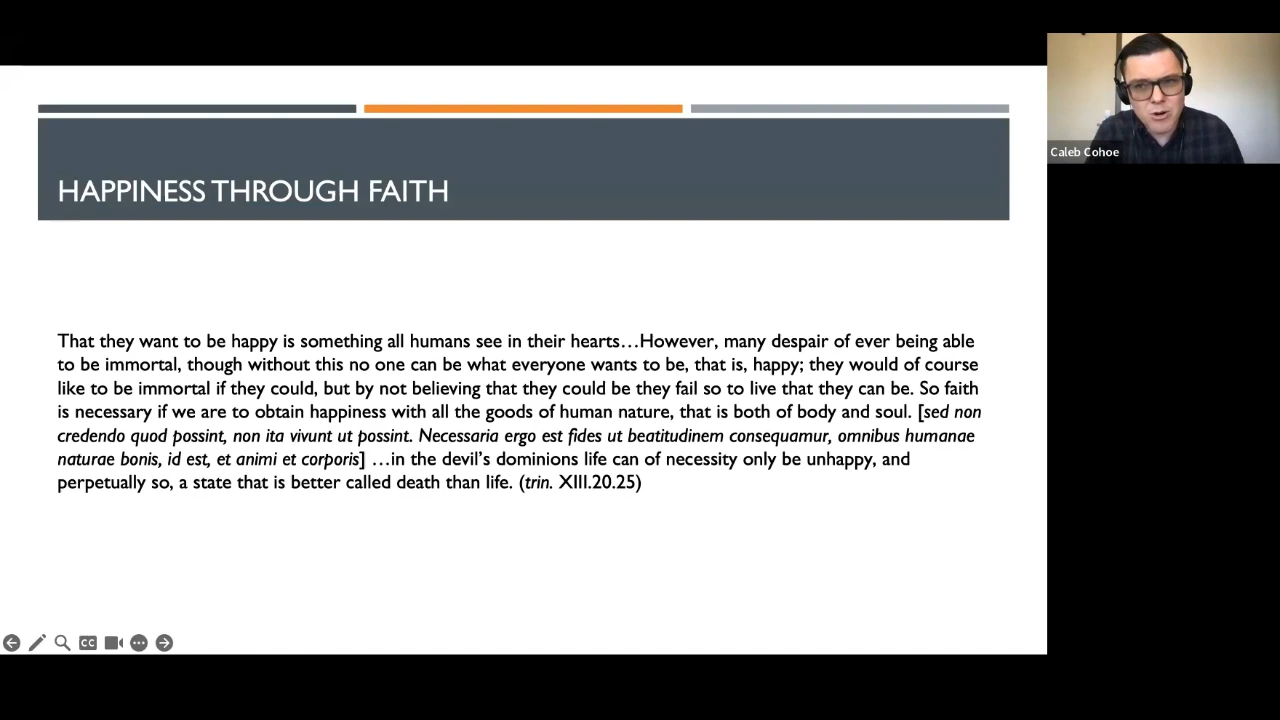 HAPPINESS THROUGH FAITH
That they want to be happy is something all humans see in their hearts…However, many despair of ever being able
to be immortal, though without this no one can be what everyone wants to be, that is, happy; they would of course
like to be immortal if they could, but by not believing that they could be they fail so to live that they can be. So faith
is necessary if we are to obtain happiness with all the goods of human nature, that is both of body and soul. [sed non
credendo quod possint, non ita vivunt ut possint. Necessaria ergo est fides ut beatitudinem consequamur, omnibus humanae
naturae bonis, id est, et animi et corporis] …in the devil’s dominions life can of necessity only be unhappy, and
perpetually so, a state that is better called death than life. (trin. XIII.20.25)
Caleb Cohoe
CC